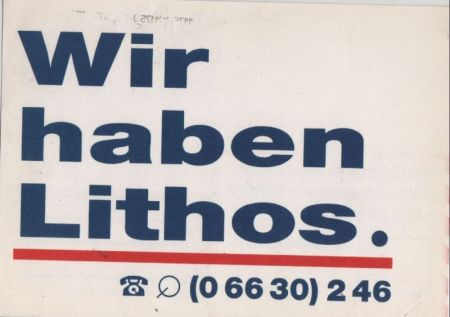 Wir
haben
Lithos.
☎ (0 66 30) 2 46